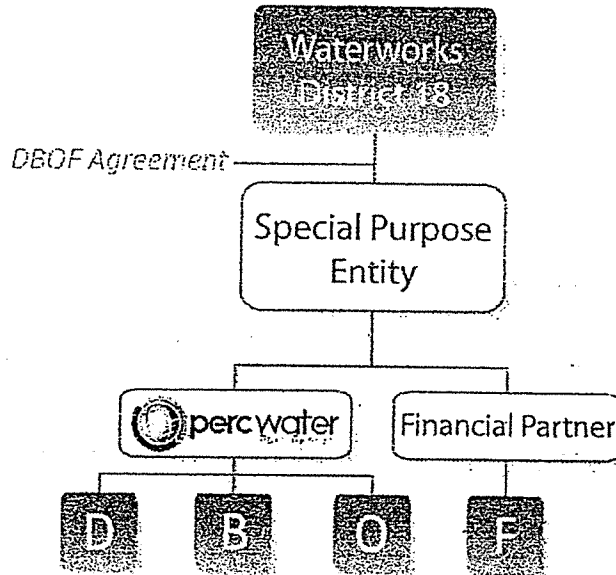 Waterworks
District 18
DBOF Agreement
Special Purpose
Entity
percwater
Financial Partner
D
B
O
F